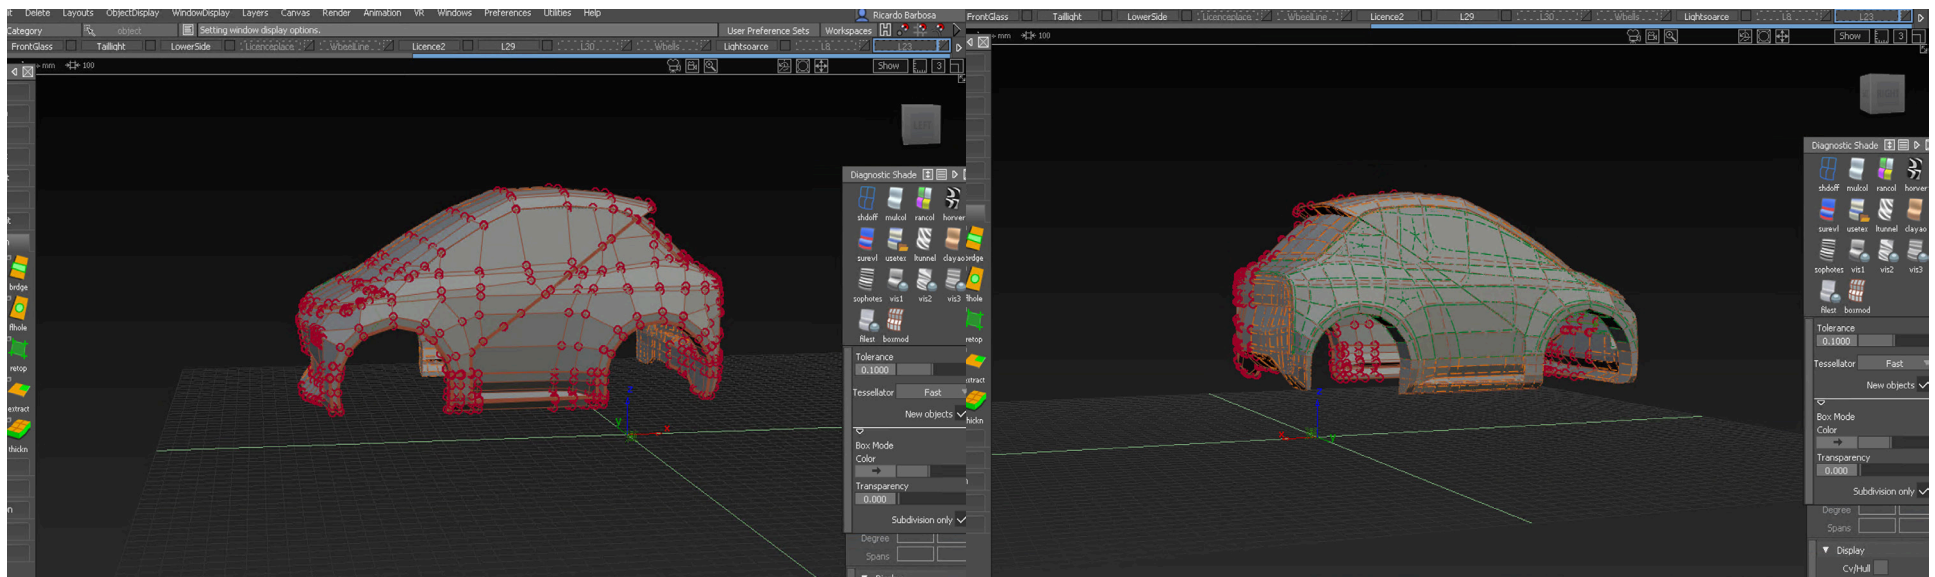 Delete Layouts ObjectDisplay WindowDisplay Layers Canvas Render Animation VR Windows Preferences Utilities Help
Ricardo Barbosa
Category
object
Setting window display options.
User Preference Sets
Workspaces
FrontGlass Taillight LowerSide Licenceplace WheelLine Licence2 L29 L30 Wbells Lightsoarce L8 L23
mm 100
Show
3
LEFT
Diagnostic Shade
shdoff mulcol rancol horver
surevl usetex ltunnel clayao
sophotes vis1 vis2 vis3
filest boxmod
Tolerance
0.1000
Tessellator Fast
New objects
Box Mode
Color
Transparency
0.000
Subdivision only
Degree
Spans
brdge
flhole
retop
extract
thickn
x
y
z
FrontGlass Taillight LowerSide Licenceplace WheelLine Licence2 L29 L30 Wbells Lightsoarce L8 L23
mm 100
Show
3
Diagnostic Shade
shdoff mulcol rancol horver
surevl usetex ltunnel clayao
sophotes vis1 vis2 vis3
filest boxmod
Tolerance
0.1000
Tessellator Fast
New objects
Box Mode
Color
Transparency
0.000
Subdivision only
Degree
Spans
Display
Cv/Hull